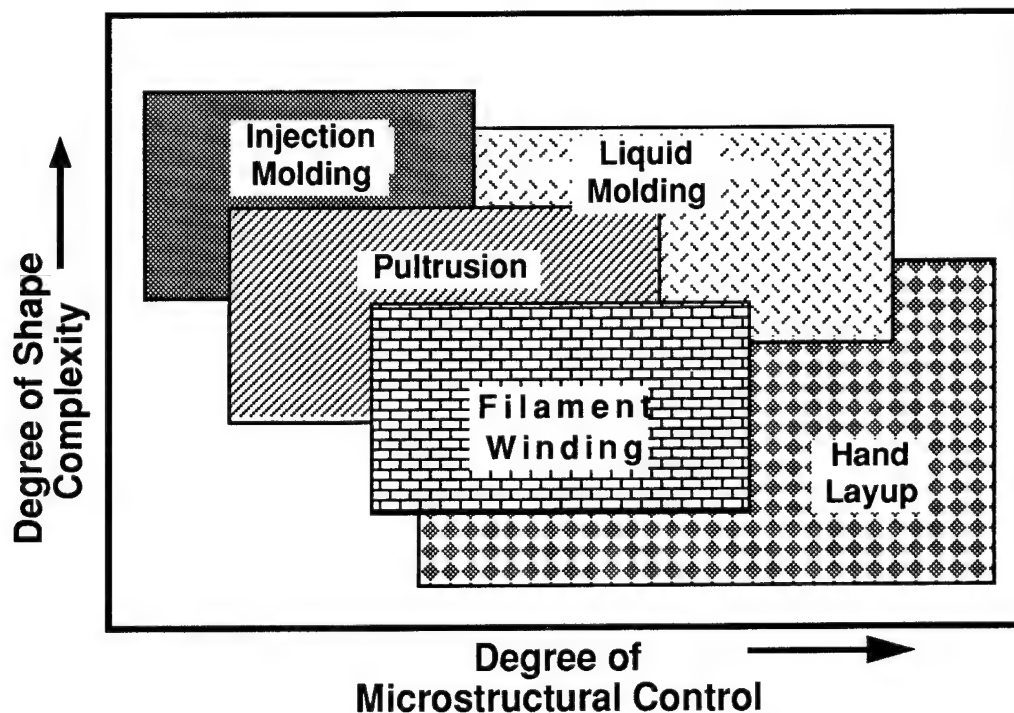 Injection
Molding
Liquid
Molding
Pultrusion
Filament
Winding
Hand
Layup
Degree of Shape
Complexity
Degree of
Microstructural Control